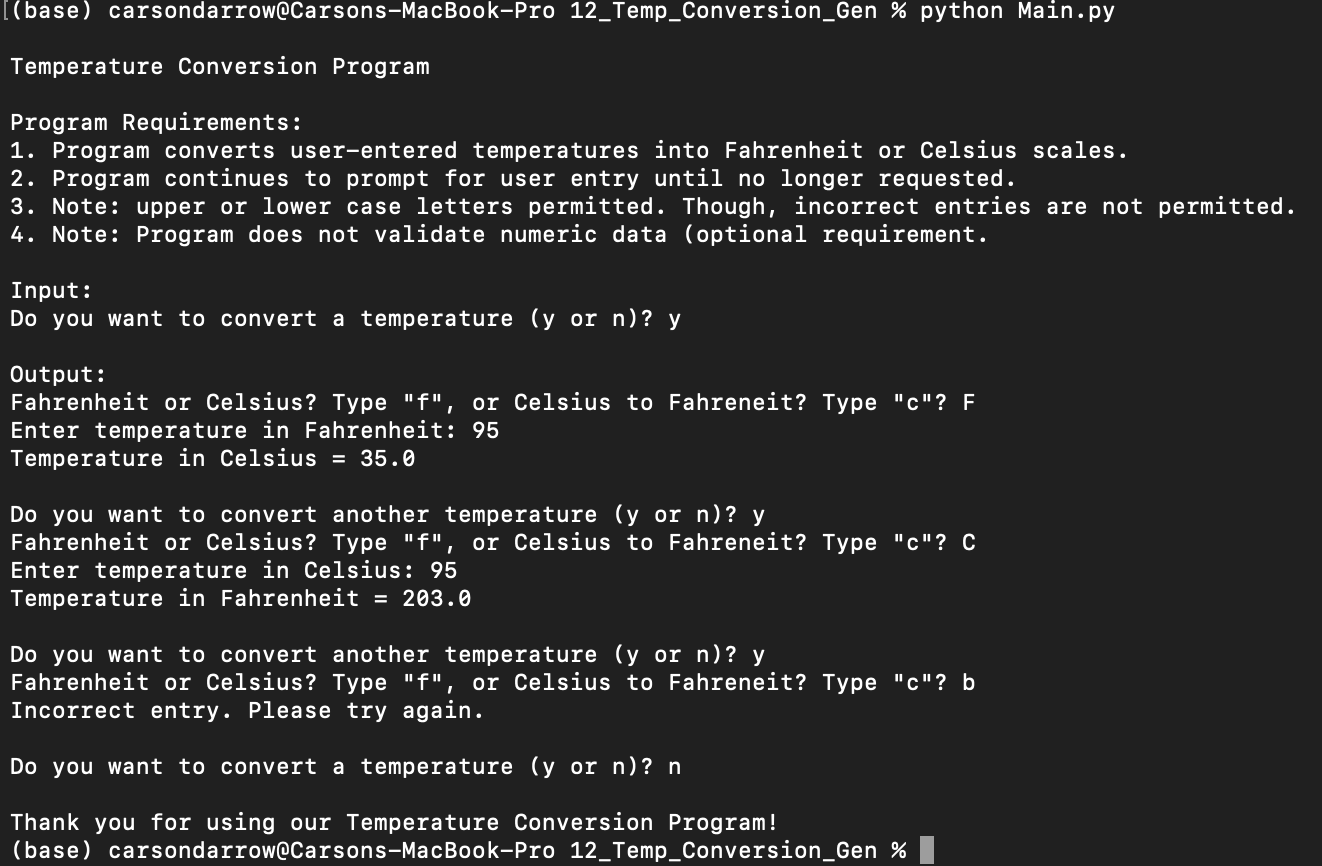 [(base) carsondarrow@Carsons-MacBook-Pro 12_Temp_Conversion_Gen % python Main.py
Temperature Conversion Program
Program Requirements:
1. Program converts user-entered temperatures into Fahrenheit or Celsius scales.
2. Program continues to prompt for user entry until no longer requested.
3. Note: upper or lower case letters permitted. Though, incorrect entries are not permitted.
4. Note: Program does not validate numeric data (optional requirement.
Input:
Do you want to convert a temperature (y or n)? y
Output:
Fahrenheit or Celsius? Type "f", or Celsius to Fahreneit? Type "c"? F
Enter temperature in Fahrenheit: 95
Temperature in Celsius = 35.0
Do you want to convert another temperature (y or n)? y
Fahrenheit or Celsius? Type "f", or Celsius to Fahreneit? Type "c"? C
Enter temperature in Celsius: 95
Temperature in Fahrenheit = 203.0
Do you want to convert another temperature (y or n)? y
Fahrenheit or Celsius? Type "f", or Celsius to Fahreneit? Type "c"? b
Incorrect entry. Please try again.
Do you want to convert a temperature (y or n)? n
Thank you for using our Temperature Conversion Program!
(base) carsondarrow@Carsons-MacBook-Pro 12_Temp_Conversion_Gen %